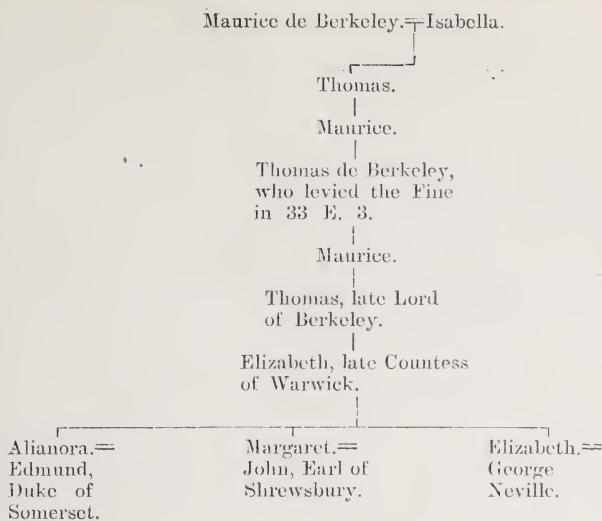 Maurice de Berkeley.=Isabella.
Thomas.
Maurice.
Thomas de Berkeley,
who levied the Fine
in 33 E. 3.
Maurice.
Thomas, late Lord
of Berkeley.
Elizabeth, late Countess
of Warwick.
Alianora.=
Edmund,
Duke of
Somerset.
Margaret.=
John, Earl of
Shrewsbury.
Elizabeth.=
George
Neville.